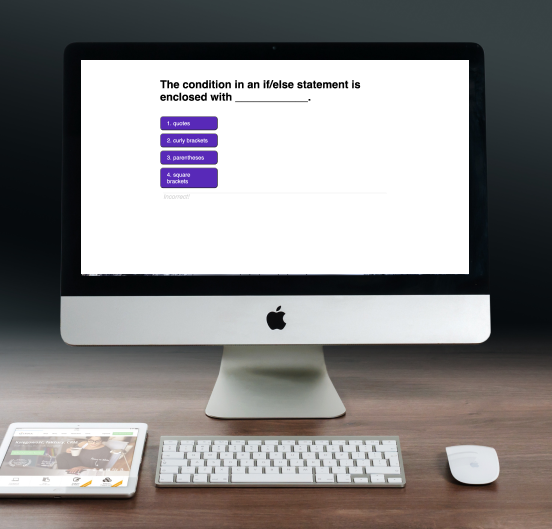 The condition in an if/else statement is
enclosed with ____________.
1. quotes
2. curly brackets
3. parentheses
4. square
brackets
Incorrect!